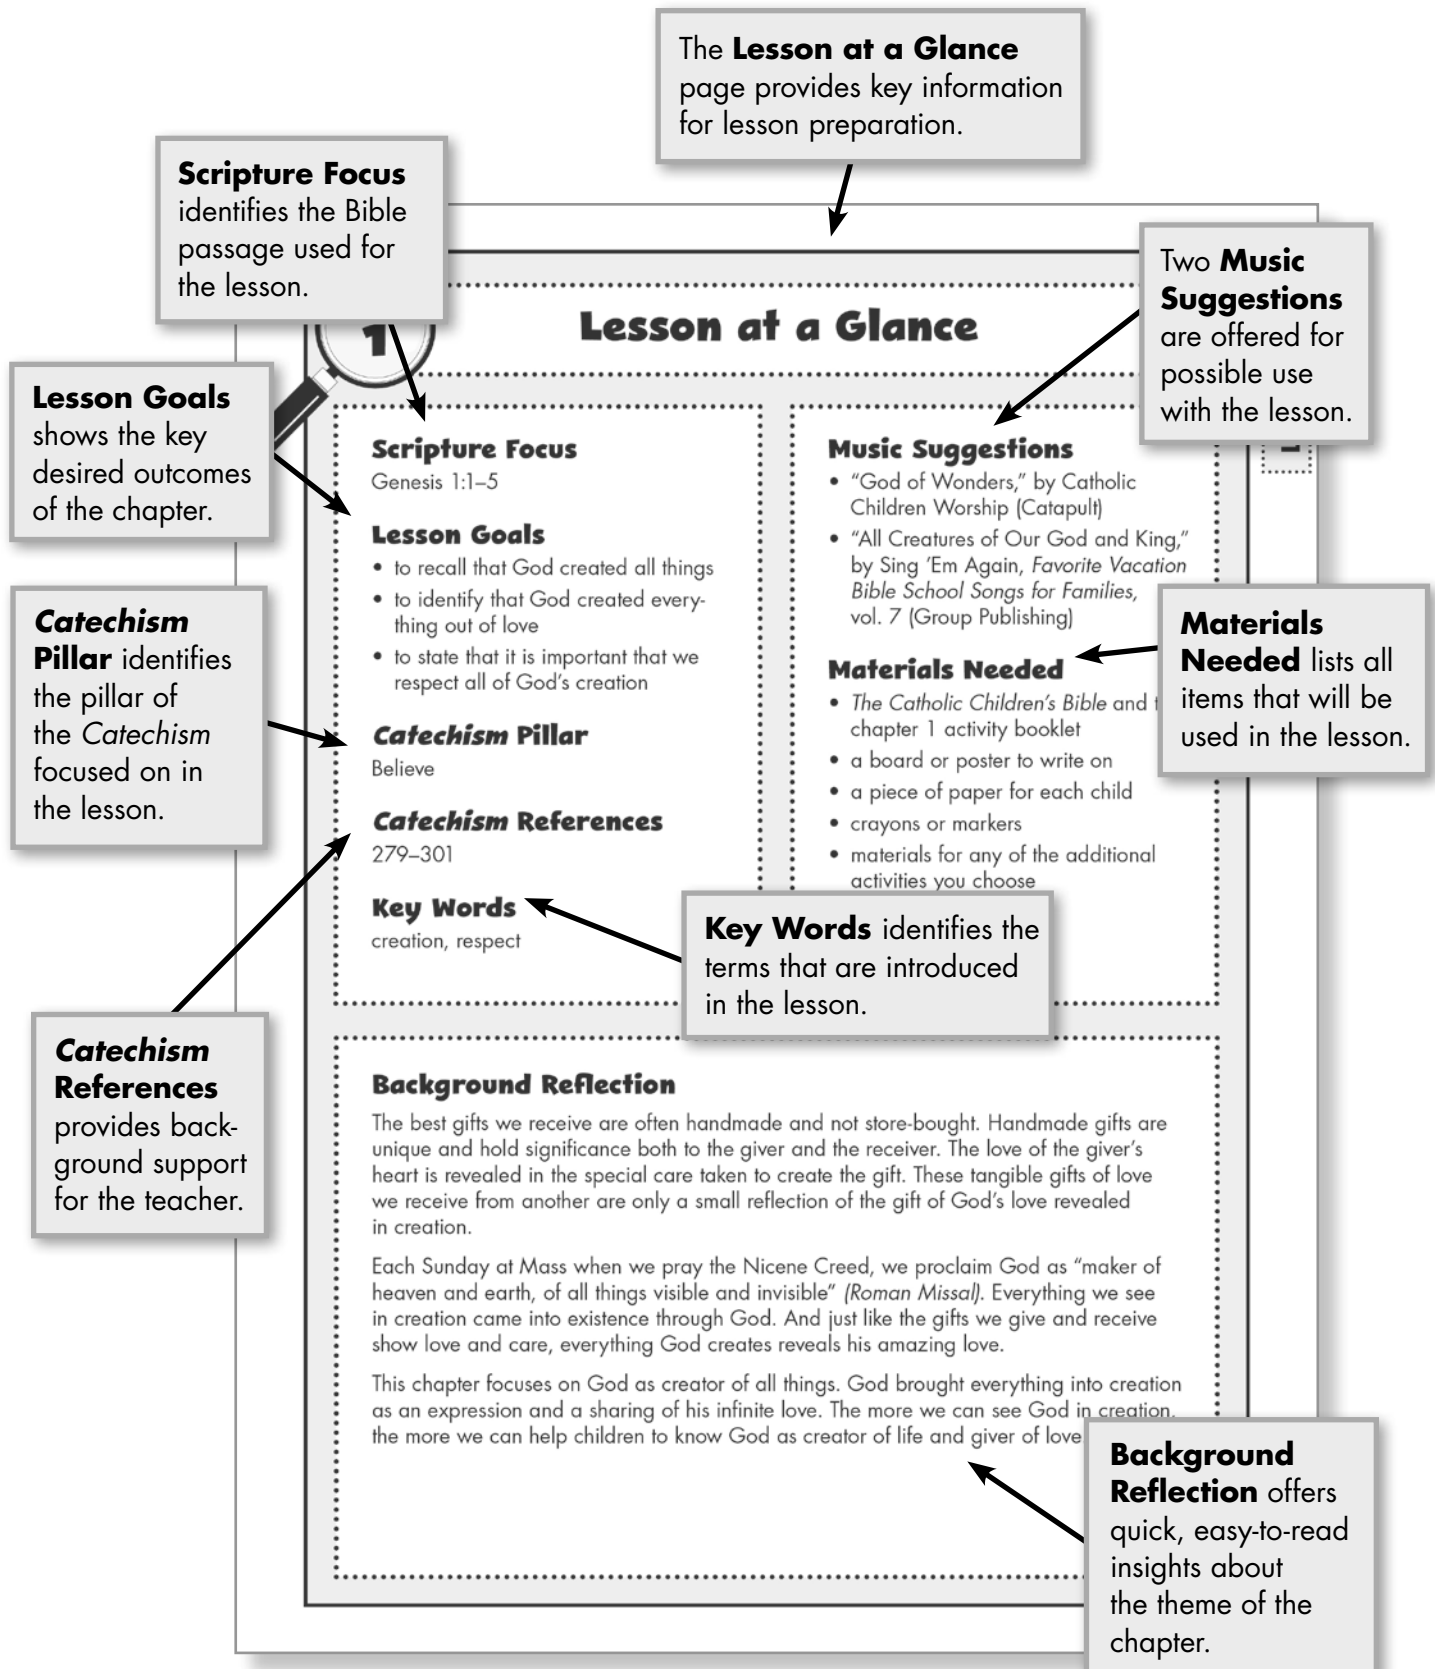 The Lesson at a Glance
page provides key information
for lesson preparation.
Scripture Focus
identifies the Bible
passage used for
the lesson.
Two Music
Suggestions
are offered for
possible use
with the lesson.
1
Lesson at a Glance
Lesson Goals
shows the key
desired outcomes
of the chapter.
Catechism
Pillar identifies
the pillar of
the Catechism
focused on in
the lesson.
Catechism
References
provides back-
ground support
for the teacher.
Scripture Focus
Genesis 1:1–5
Lesson Goals
• to recall that God created all things
• to identify that God created every-
thing out of love
• to state that it is important that we
respect all of God's creation
Catechism Pillar
Believe
Catechism References
279–301
Key Words
creation, respect
Music Suggestions
• “God of Wonders,” by Catholic
Children Worship (Catapult)
• “All Creatures of Our God and King,”
by Sing ’Em Again, Favorite Vacation
Bible School Songs for Families,
vol. 7 (Group Publishing)
Materials Needed
• The Catholic Children’s Bible and
chapter 1 activity booklet
• a board or poster to write on
• a piece of paper for each child
• crayons or markers
• materials for any of the additional
activities you choose
Materials
Needed lists all
items that will be
used in the lesson.
Key Words identifies the
terms that are introduced
in the lesson.
Background Reflection
The best gifts we receive are often handmade and not store-bought. Handmade gifts are
unique and hold significance both to the giver and the receiver. The love of the giver’s
heart is revealed in the special care taken to create the gift. These tangible gifts of love
we receive from another are only a small reflection of the gift of God’s love revealed
in creation.
Each Sunday at Mass when we pray the Nicene Creed, we proclaim God as “maker of
heaven and earth, of all things visible and invisible” (Roman Missal). Everything we see
in creation came into existence through God. And just like the gifts we give and receive
show love and care, everything God creates reveals his amazing love.
This chapter focuses on God as creator of all things. God brought everything into creation
as an expression and a sharing of his infinite love. The more we can see God in creation,
the more we can help children to know God as creator of life and giver of love
Background
Reflection offers
quick, easy-to-read
insights about
the theme of the
chapter.